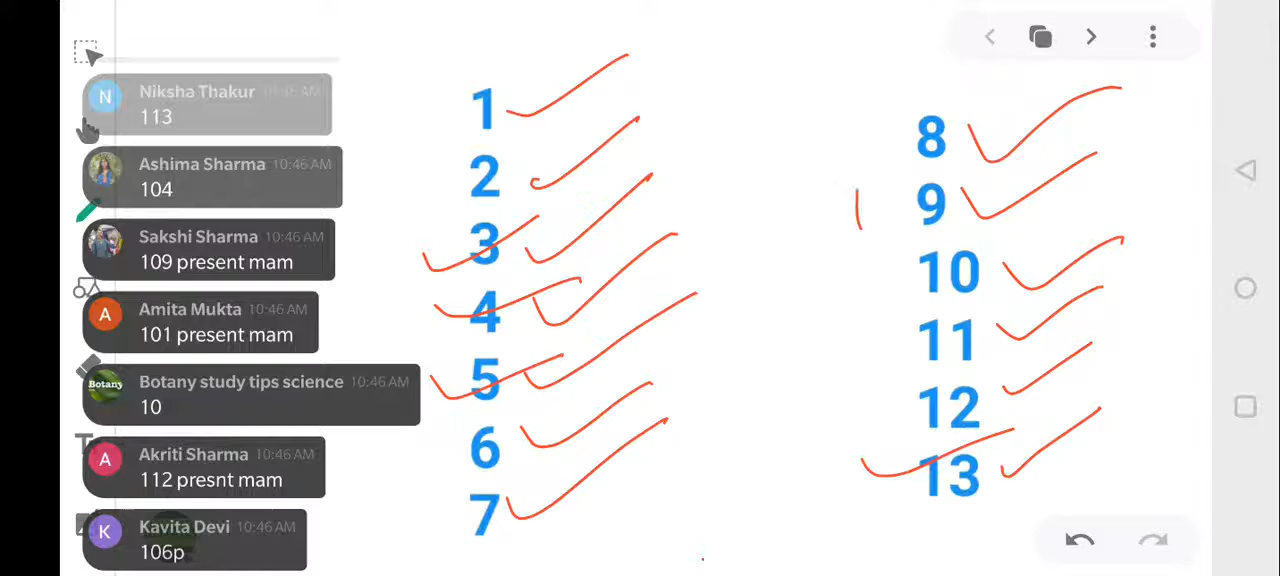 Niksha Thakur 10:46 AM
113
Ashima Sharma 10:46 AM
104
Sakshi Sharma 10:46 AM
109 present mam
Amita Mukta 10:46 AM
101 present mam
Botany
Botany study tips science 10:46 AM
10
Akriti Sharma 10:46 AM
112 presnt mam
Kavita Devi 10:46 AM
106p
1
2
3
4
5
6
7
8
9
10
11
12
13